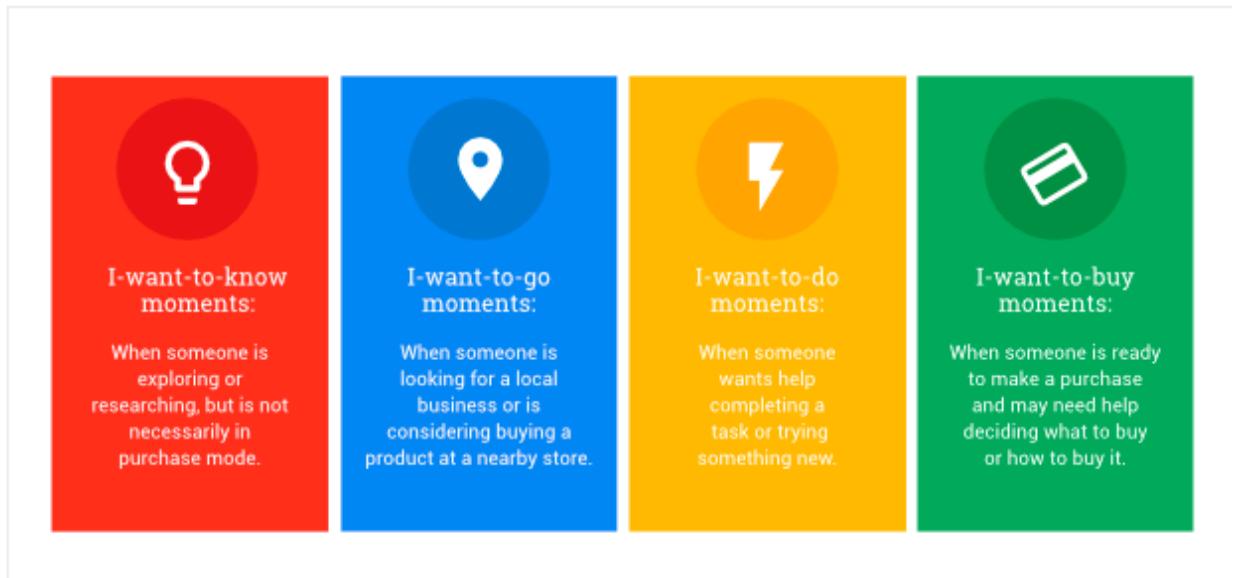 I-want-to-know
moments:
When someone is
exploring or
researching, but is not
necessarily in
purchase mode.
I-want-to-go
moments:
When someone is
looking for a local
business or is
considering buying a
product at a nearby store.
I-want-to-do
moments:
When someone
wants help
completing a
task or trying
something new.
I-want-to-buy
moments:
When someone is ready
to make a purchase
and may need help
deciding what to buy
or how to buy it.